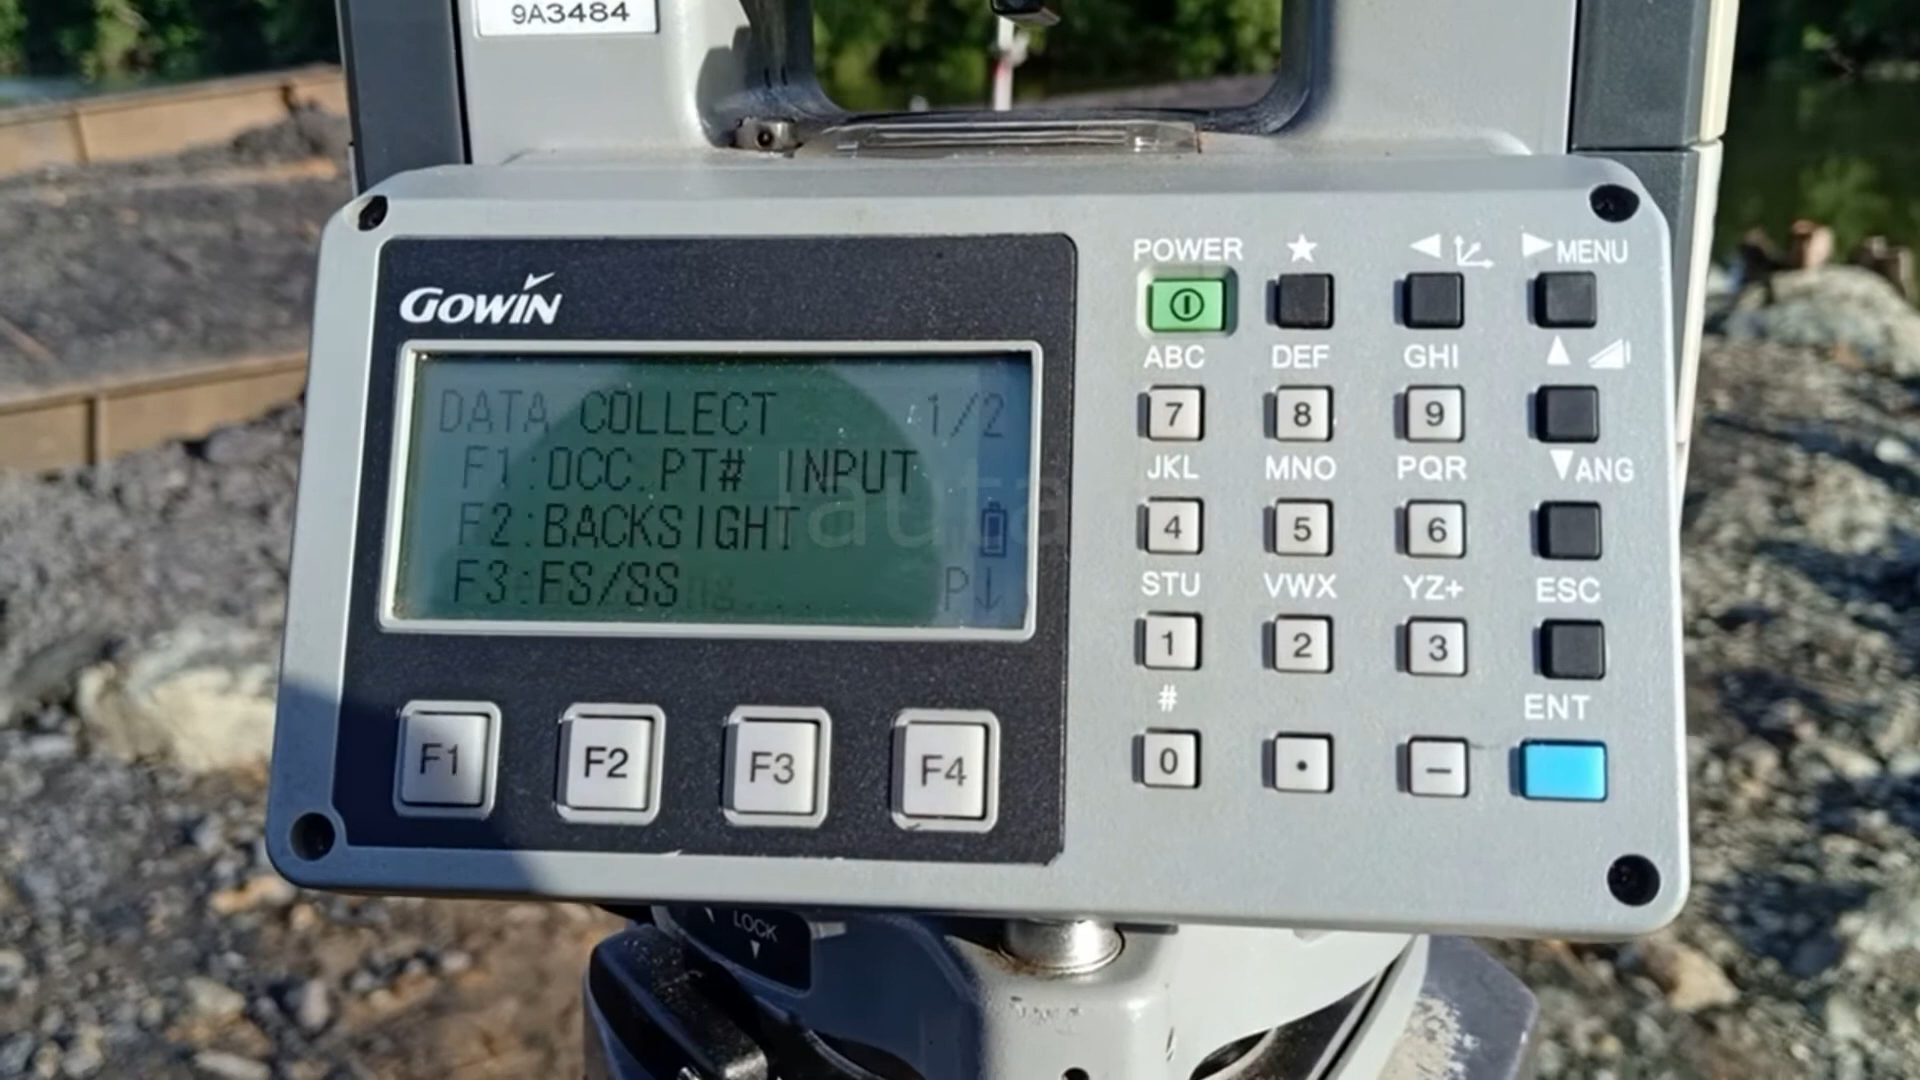 9A3484
GOWIN
DATA COLLECT 1/2
F1:OCC.PT# INPUT
F2:BACKSIGHT
F3:FS/SS P↓
F1 F2 F3 F4
POWER ★ ◀ ▶MENU
ABC DEF GHI ▲
7 8 9
JKL MNO PQR ▼ANG
4 5 6
STU VWX YZ+ ESC
1 2 3
# ENT
0 • –
LOCK
▼